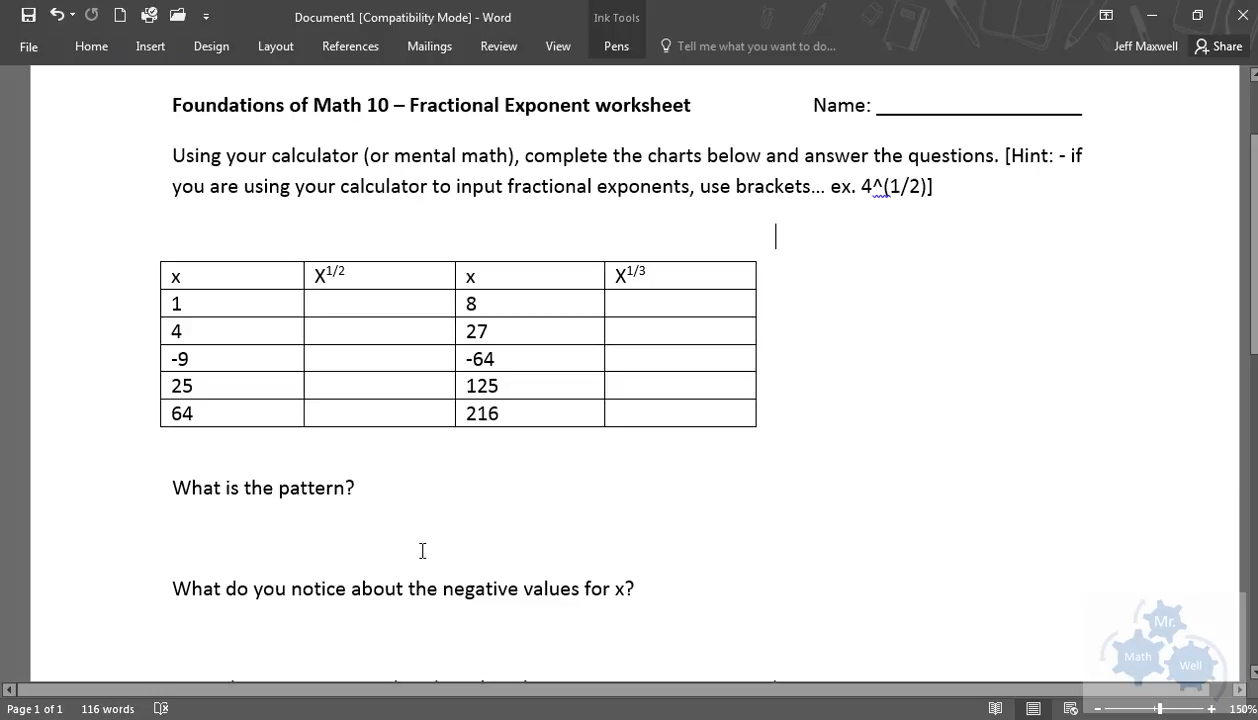 Document1 [Compatibility Mode] - Word
Ink Tools
File Home Insert Design Layout References Mailings Review View Pens Tell me what you want to do... Jeff Maxwell Share
Foundations of Math 10 – Fractional Exponent worksheet Name: ____________________
Using your calculator (or mental math), complete the charts below and answer the questions. [Hint: - if
you are using your calculator to input fractional exponents, use brackets... ex. 4^(1/2)]
x X^1/2 x X^1/3
1 8
4 27
-9 -64
25 125
64 216
What is the pattern?
What do you notice about the negative values for x?
Mr.
Math
Well
Page 1 of 1 116 words 150%